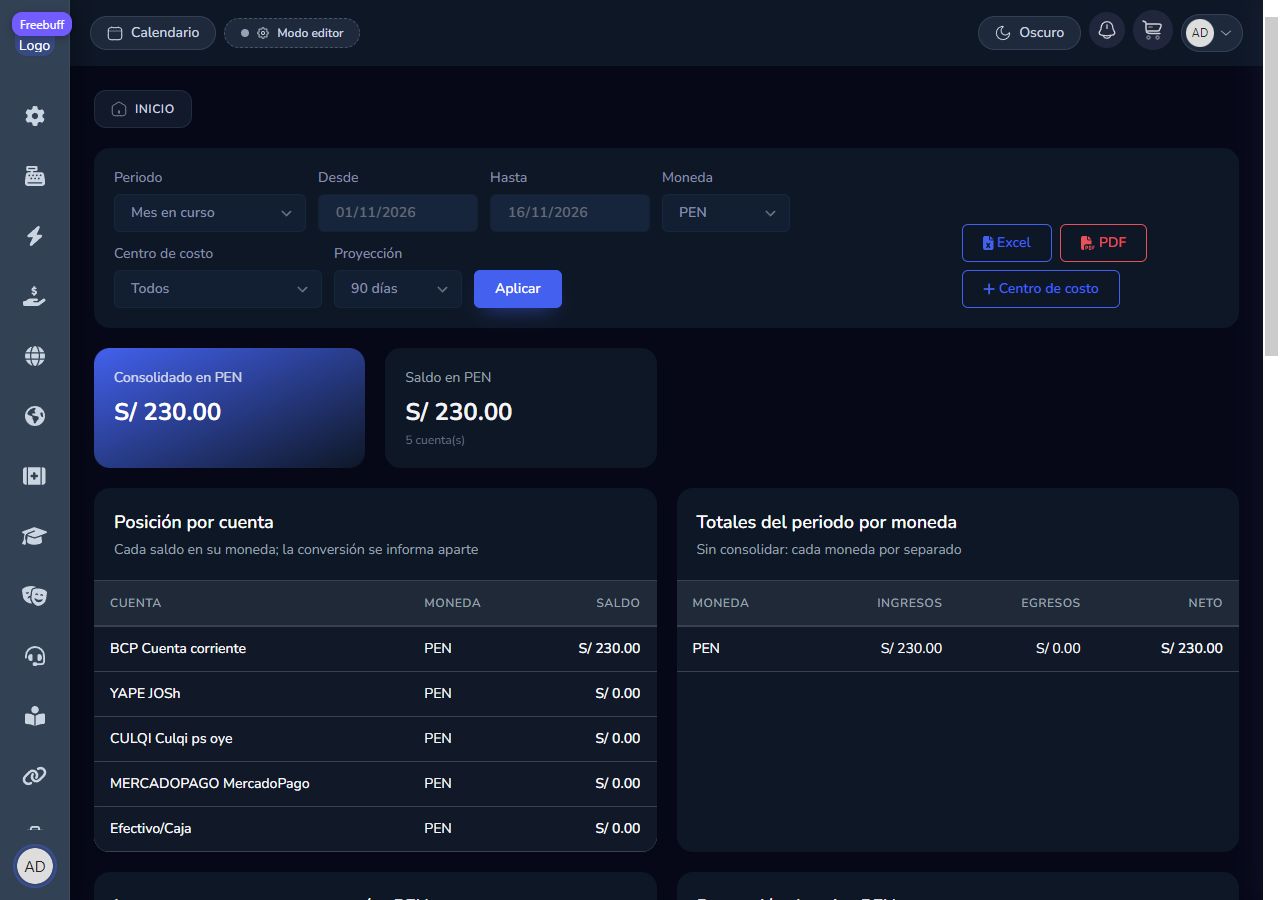 Freebuff
Logo
Calendario
Modo editor
Oscuro
AD
INICIO
Periodo
Desde
Hasta
Moneda
Mes en curso
01/11/2026
16/11/2026
PEN
Excel
PDF
Centro de costo
Proyección
Todos
90 días
Aplicar
+ Centro de costo
Consolidado en PEN
S/ 230.00
Saldo en PEN
S/ 230.00
5 cuenta(s)
Posición por cuenta
Cada saldo en su moneda; la conversión se informa aparte
CUENTA MONEDA SALDO
BCP Cuenta corriente PEN S/ 230.00
YAPE JOSh PEN S/ 0.00
CULQI Culqi ps oye PEN S/ 0.00
MERCADOPAGO MercadoPago PEN S/ 0.00
Efectivo/Caja PEN S/ 0.00
Totales del periodo por moneda
Sin consolidar: cada moneda por separado
MONEDA INGRESOS EGRESOS NETO
PEN S/ 230.00 S/ 0.00 S/ 230.00
AD